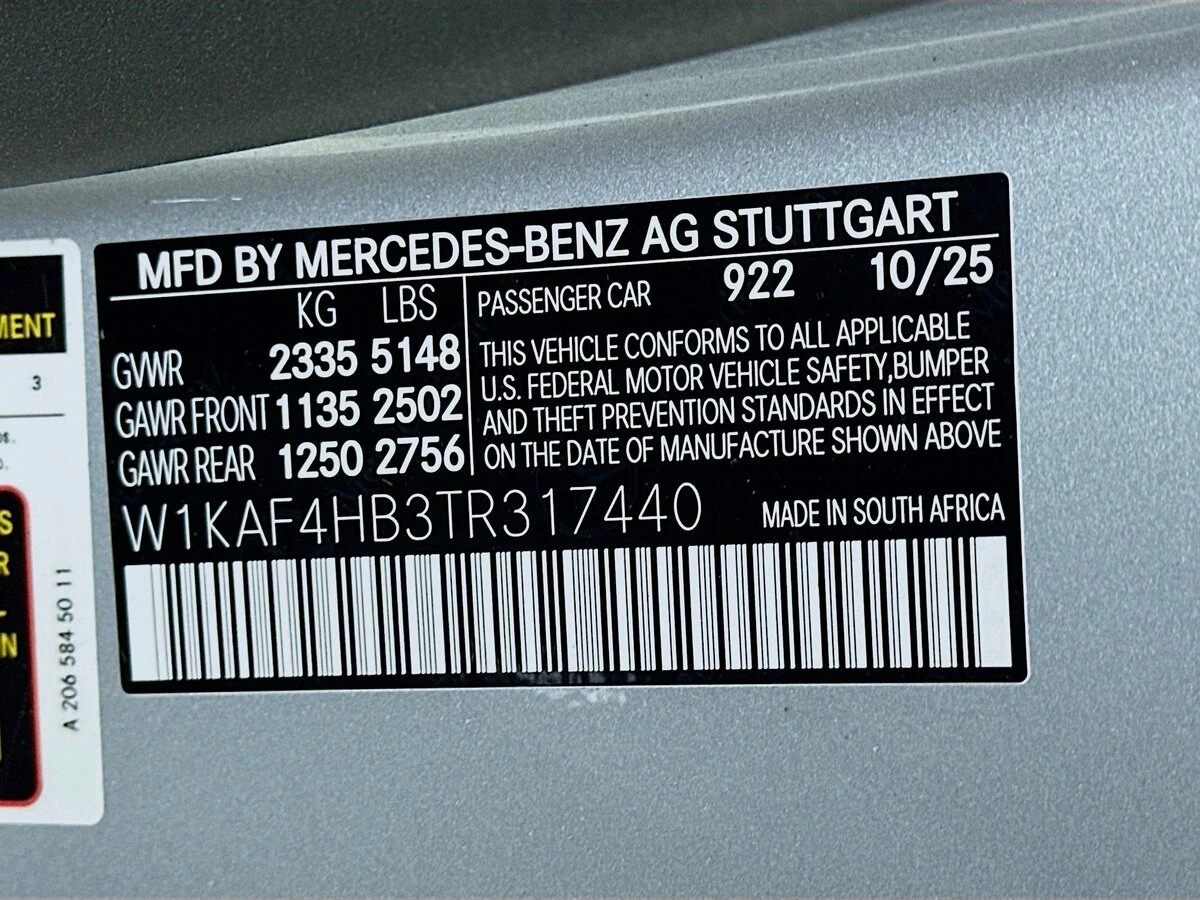 MFD BY MERCEDES-BENZ AG STUTTGART
KG LBS
GVWR 2335 5148
GAWR FRONT 1135 2502
GAWR REAR 1250 2756
PASSENGER CAR 922 10/25
THIS VEHICLE CONFORMS TO ALL APPLICABLE
U.S. FEDERAL MOTOR VEHICLE SAFETY,BUMPER
AND THEFT PREVENTION STANDARDS IN EFFECT
ON THE DATE OF MANUFACTURE SHOWN ABOVE
W1KAF4HB3TR317440 MADE IN SOUTH AFRICA
MENT
3
A 206 584 50 11